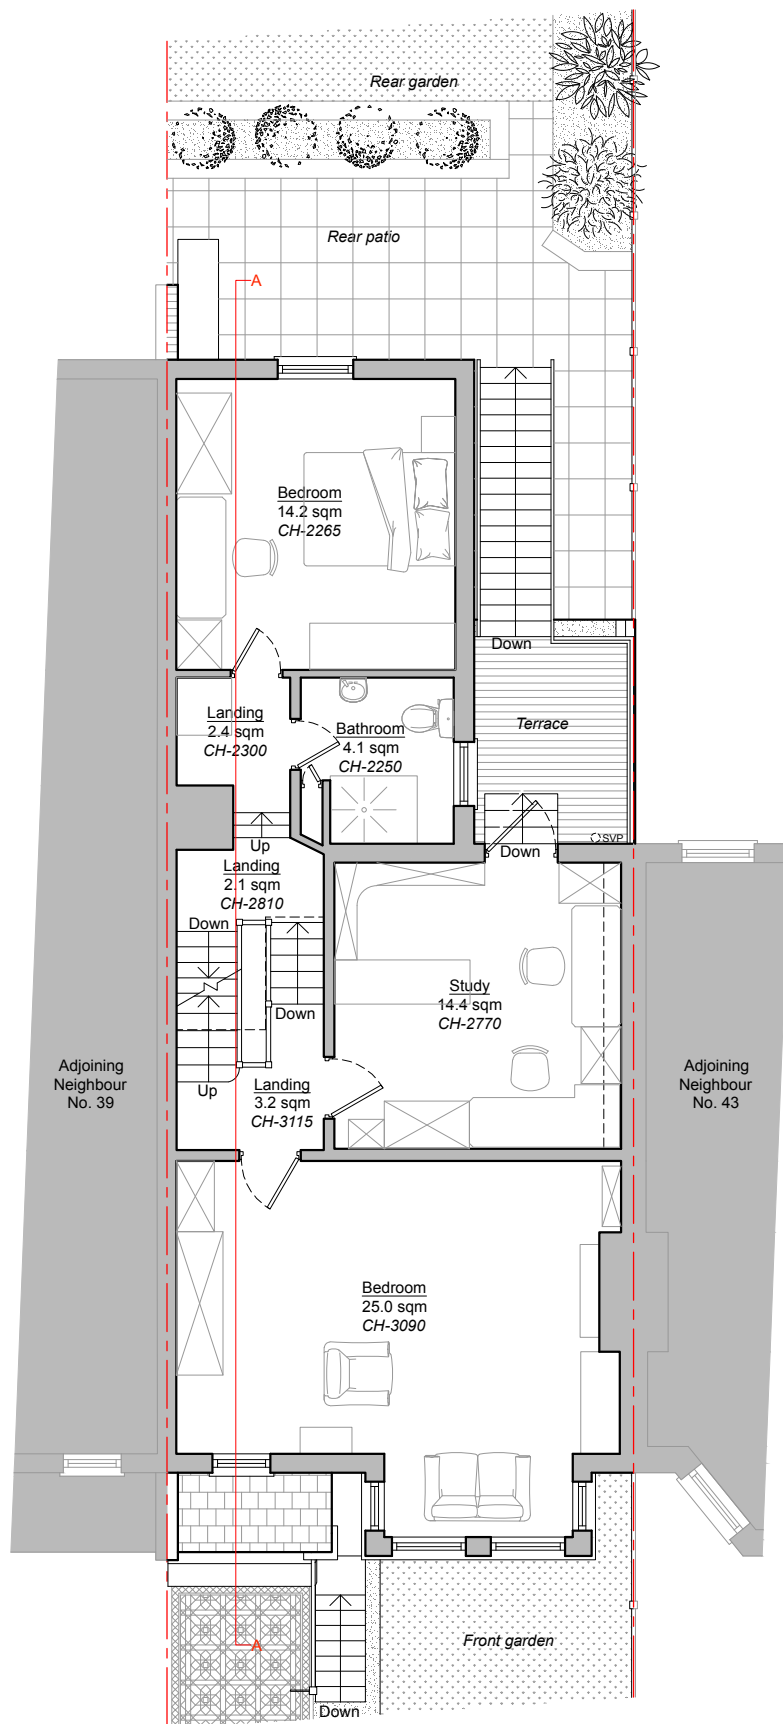 Rear garden
Rear patio
A
Bedroom
14.2 sqm
CH-2265
Down
Landing
2.4 sqm
CH-2300
Bathroom
4.1 sqm
CH-2250
Terrace
SVP
Up
Down
Landing
2.1 sqm
CH-2810
Down
Down
Study
14.4 sqm
CH-2770
Adjoining
Neighbour
No. 39
Up
Landing
3.2 sqm
CH-3115
Adjoining
Neighbour
No. 43
Bedroom
25.0 sqm
CH-3090
A
Front garden
Down